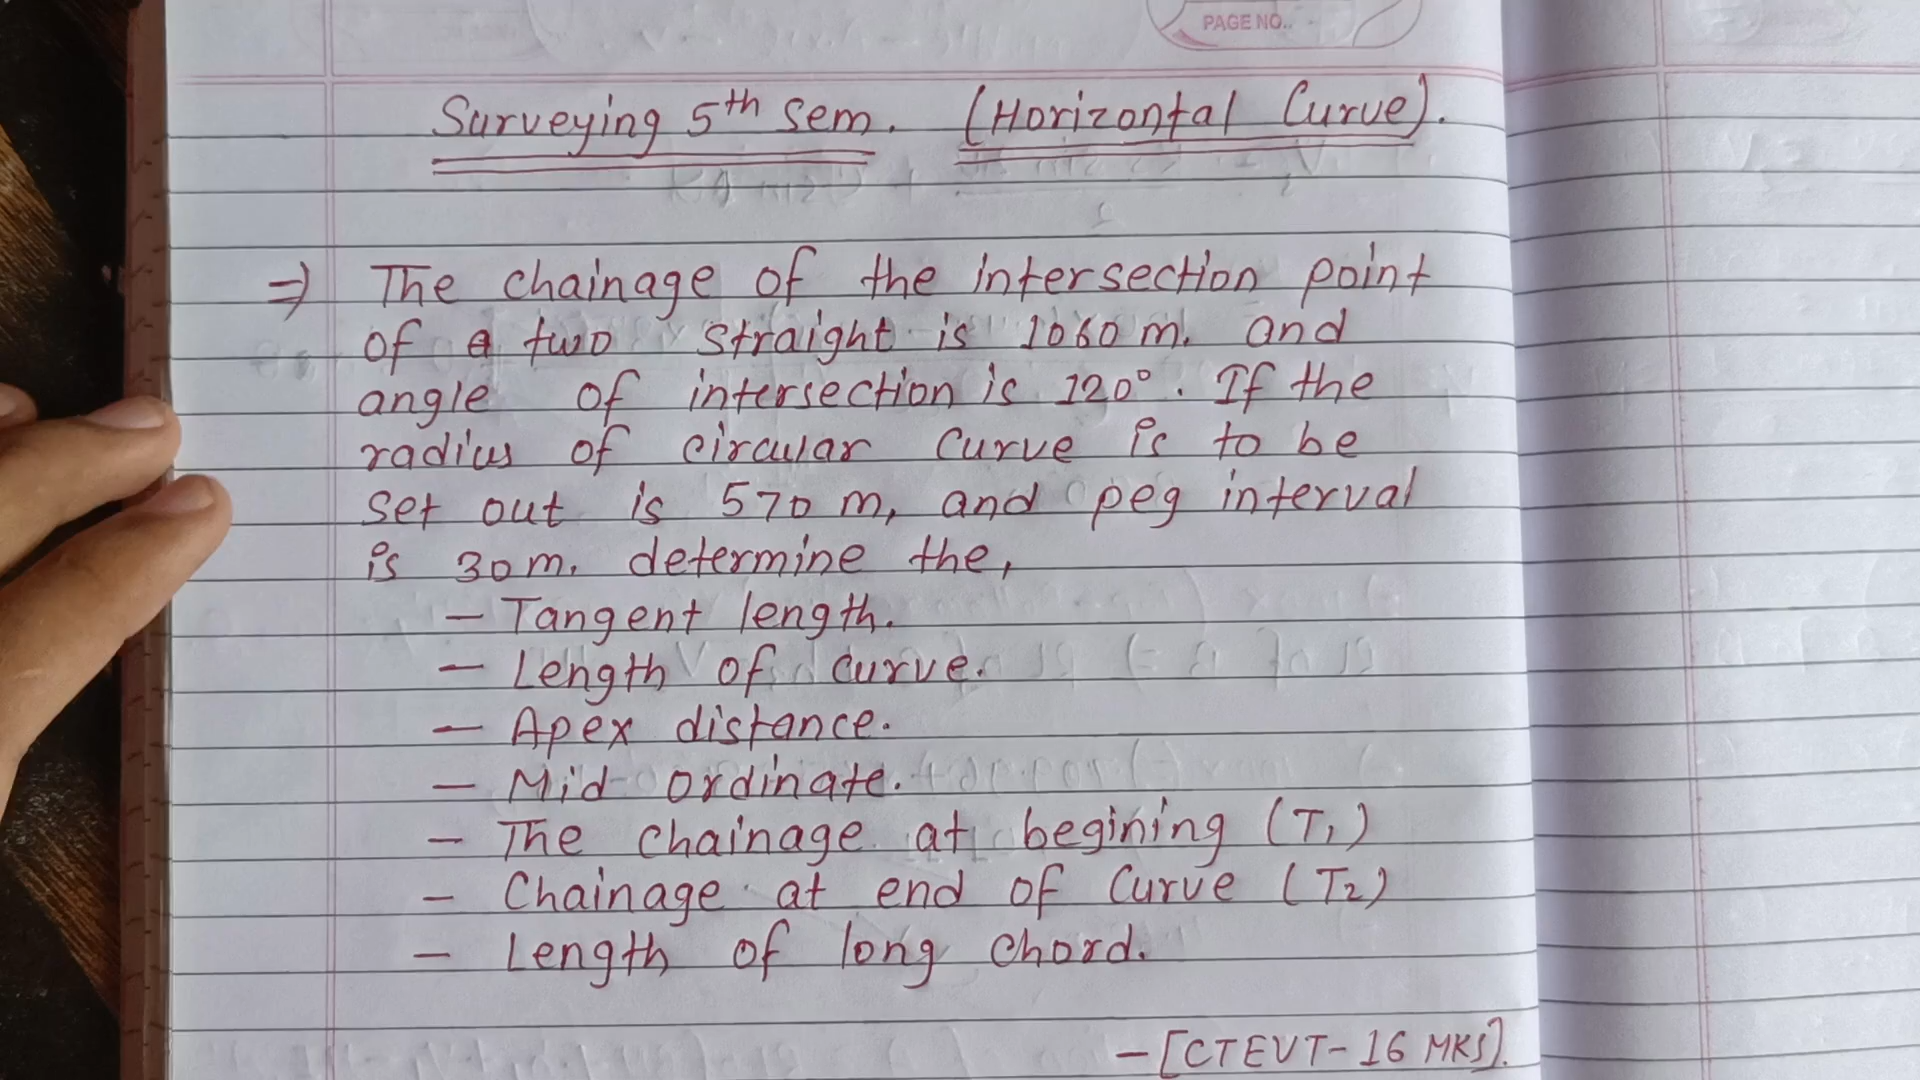 PAGE NO..
Surveying 5th sem. (Horizontal Curve).
⇒ The chainage of the intersection point
of a two straight is 1060 m. and
angle of intersection is 120°. If the
radius of circular curve is to be
set out is 570 m, and peg interval
is 30m. determine the,
- Tangent length.
- Length of curve.
- Apex distance.
- Mid ordinate.
- The chainage at begining (T1)
- Chainage at end of Curve (T2)
- Length of long chord.
- [CTEVT- 16 MKS].